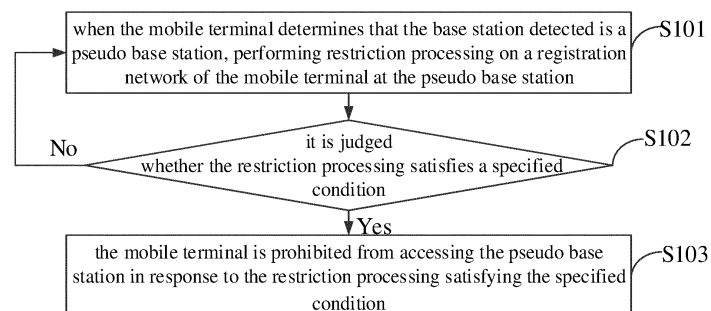 when the mobile terminal determines that the base station detected is a
pseudo base station, performing restriction processing on a registration
network of the mobile terminal at the pseudo base station
S101
it is judged
whether the restriction processing satisfies a specified
condition
S102
No
Yes
the mobile terminal is prohibited from accessing the pseudo base
station in response to the restriction processing satisfying the specified
condition
S103